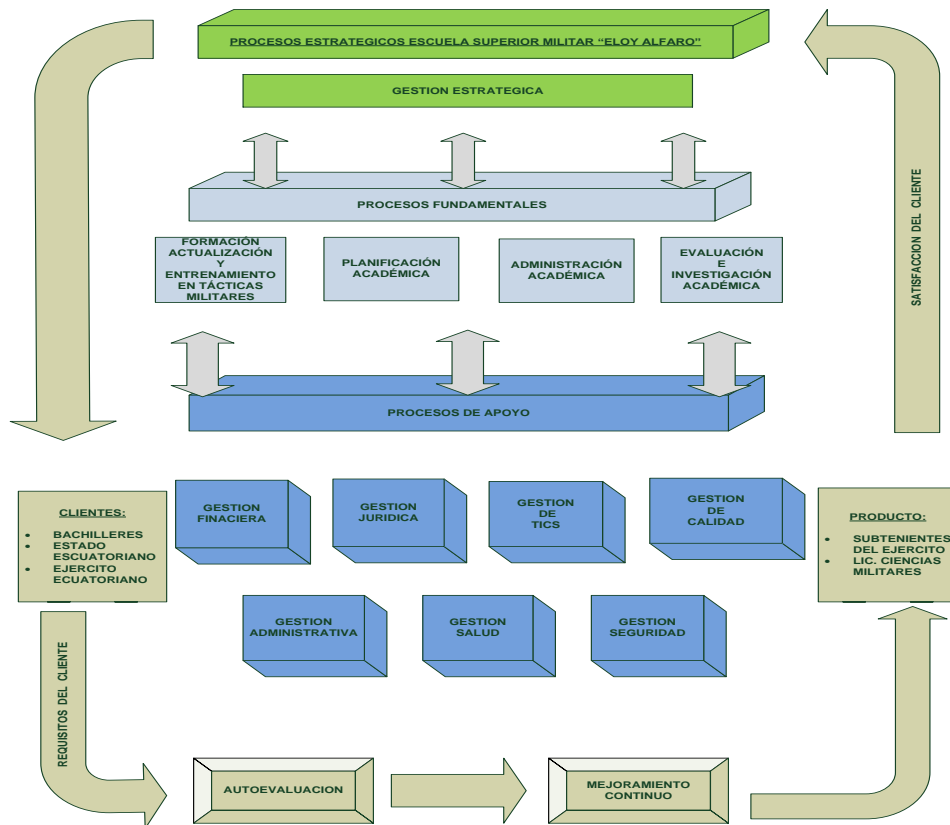 PROCESOS ESTRATEGICOS ESCUELA SUPERIOR MILITAR “ELOY ALFARO”
GESTION ESTRATEGICA
PROCESOS FUNDAMENTALES
FORMACIÓN
ACTUALIZACIÓN
Y
ENTRENAMIENTO
EN TÁCTICAS
MILITARES
PLANIFICACIÓN
ACADÉMICA
ADMINISTRACIÓN
ACADÉMICA
EVALUACIÓN
E
INVESTIGACIÓN
ACADÉMICA
SATISFACCION DEL CLIENTE
PROCESOS DE APOYO
CLIENTES:
• BACHILLERES
• ESTADO
ESCUATORIANO
• EJERCITO
ECUATORIANO
GESTION
FINACIERA
GESTION
JURIDICA
GESTION
DE
TICS
GESTION
DE
CALIDAD
PRODUCTO:
• SUBTENIENTES
DEL EJERCITO
• LIC. CIENCIAS
MILITARES
GESTION
ADMINISTRATIVA
GESTION
SALUD
GESTION
SEGURIDAD
REQUISITOS DEL CLIENTE
AUTOEVALUACION
MEJORAMIENTO
CONTINUO